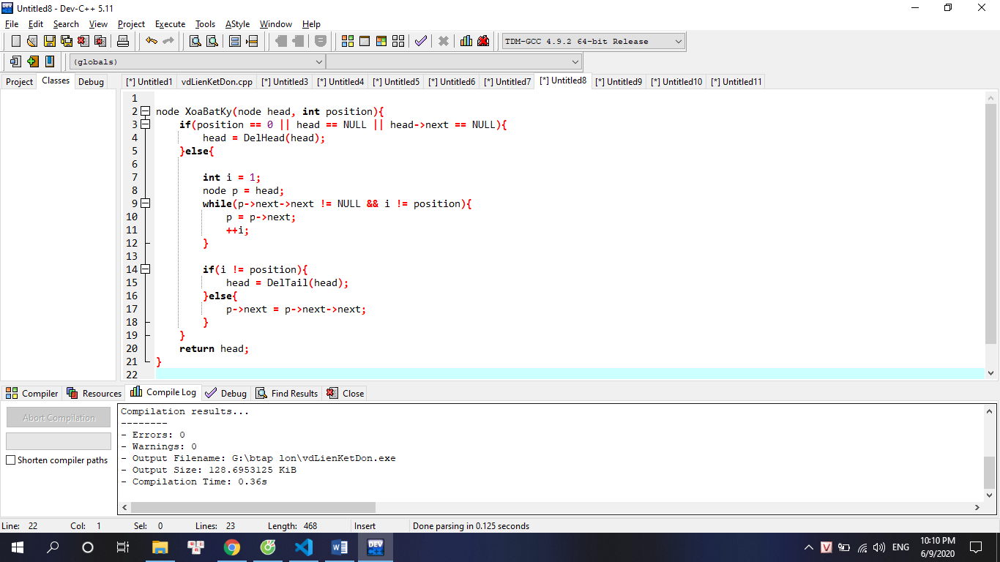 Untitled8 - Dev-C++ 5.11
File Edit Search View Project Execute Tools AStyle Window Help
TDM-GCC 4.9.2 64-bit Release
(globals)
Project Classes Debug [*] Untitled1 vdLienKetDon.cpp [*] Untitled3 [*] Untitled4 [*] Untitled5 [*] Untitled6 [*] Untitled7 [*] Untitled8 [*] Untitled9 [*] Untitled10 [*] Untitled11
1
2 node XoaBatKy(node head, int position){
3 if(position == 0 || head == NULL || head->next == NULL){
4 head = DelHead(head);
5 }else{
6
7 int i = 1;
8 node p = head;
9 while(p->next->next != NULL && i != position){
10 p = p->next;
11 ++i;
12 }
13
14 if(i != position){
15 head = DelTail(head);
16 }else{
17 p->next = p->next->next;
18 }
19 }
20 return head;
21 }
22
Compiler Resources Compile Log Debug Find Results Close
Abort Compilation
Shorten compiler paths
Compilation results...
--------
- Errors: 0
- Warnings: 0
- Output Filename: G:\btap lon\vdLienKetDon.exe
- Output Size: 128.6953125 KiB
- Compilation Time: 0.36s
Line: 22 Col: 1 Sel: 0 Lines: 23 Length: 468 Insert Done parsing in 0.125 seconds
DEV
V
ENG
10:10 PM
6/9/2020